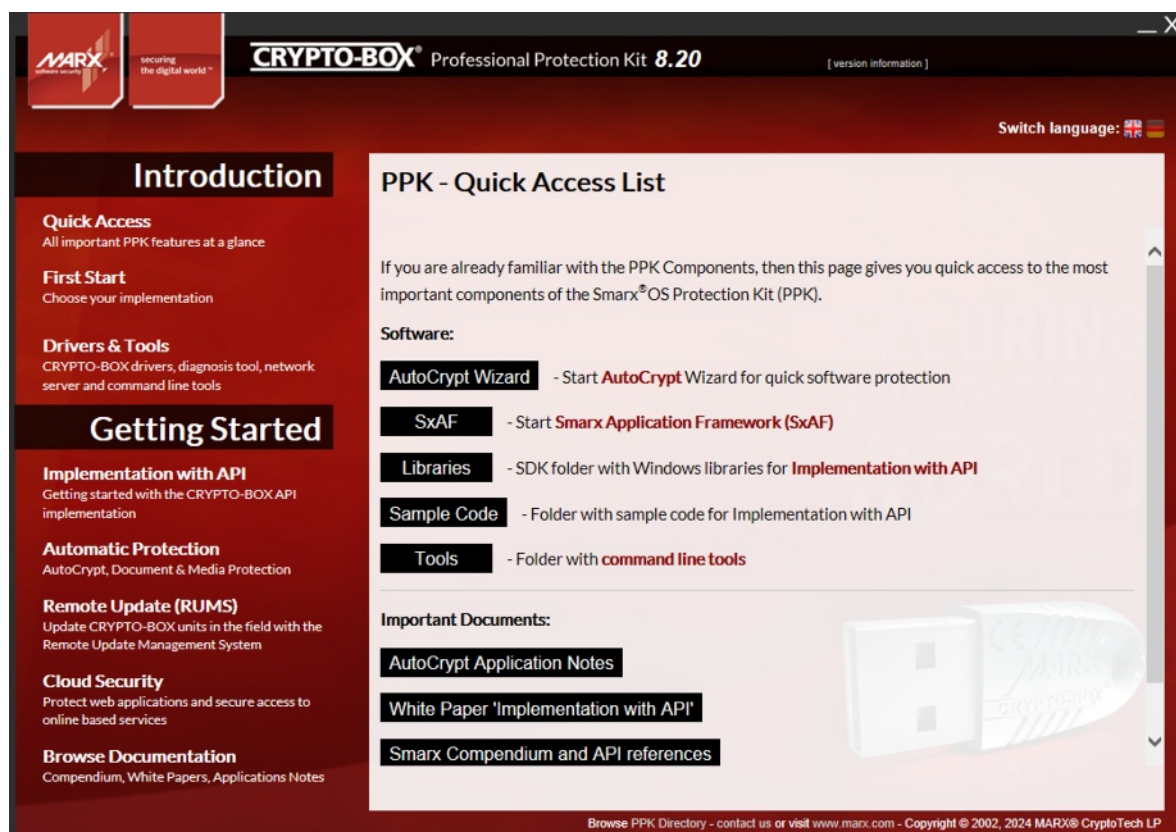 MARX
software security
securing
the digital world™
CRYPTO-BOX® Professional Protection Kit 8.20
[ version information ]
_ X
Switch language:
Introduction
Quick Access
All important PPK features at a glance
First Start
Choose your implementation
Drivers & Tools
CRYPTO-BOX drivers, diagnosis tool, network
server and command line tools
Getting Started
Implementation with API
Getting started with the CRYPTO-BOX API
implementation
Automatic Protection
AutoCrypt, Document & Media Protection
Remote Update (RUMS)
Update CRYPTO-BOX units in the field with the
Remote Update Management System
Cloud Security
Protect web applications and secure access to
online based services
Browse Documentation
Compendium, White Papers, Applications Notes
PPK - Quick Access List
If you are already familiar with the PPK Components, then this page gives you quick access to the most
important components of the Smarx®OS Protection Kit (PPK).
Software:
AutoCrypt Wizard - Start AutoCrypt Wizard for quick software protection
SxAF - Start Smarx Application Framework (SxAF)
Libraries - SDK folder with Windows libraries for Implementation with API
Sample Code - Folder with sample code for Implementation with API
Tools - Folder with command line tools
Important Documents:
AutoCrypt Application Notes
White Paper 'Implementation with API'
Smarx Compendium and API references
CE MARX
CRYPTO-BOX®
Browse PPK Directory - contact us or visit www.marx.com - Copyright © 2002, 2024 MARX® CryptoTech LP